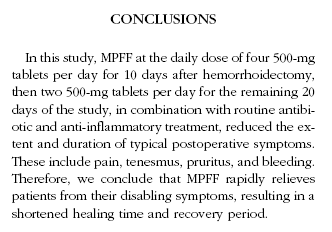 CONCLUSIONS
In this study, MPFF at the daily dose of four 500-mg
tablets per day for 10 days after hemorrhoidectomy,
then two 500-mg tablets per day for the remaining 20
days of the study, in combination with routine antibi-
otic and anti-inflammatory treatment, reduced the ex-
tent and duration of typical postoperative symptoms.
These include pain, tenesmus, pruritus, and bleeding.
Therefore, we conclude that MPFF rapidly relieves
patients from their disabling symptoms, resulting in a
shortened healing time and recovery period.